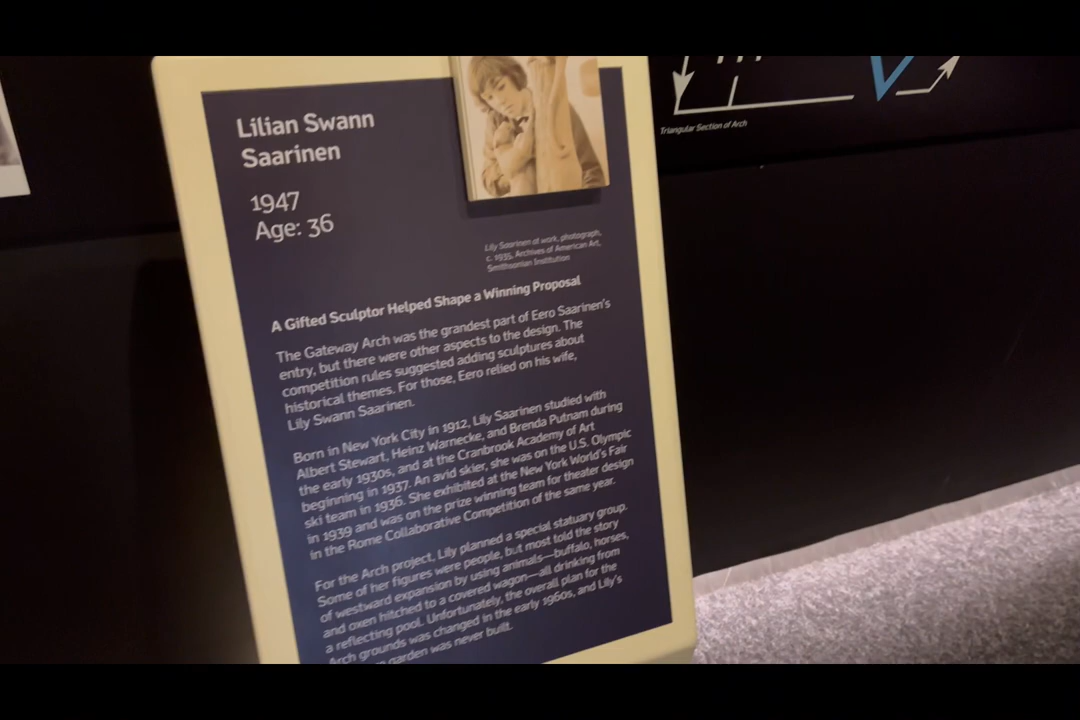 Lilian Swann
Saarinen
1947
Age: 36
Lily Saarinen at work, photograph,
c. 1935. Archives of American Art,
Smithsonian Institution
A Gifted Sculptor Helped Shape a Winning Proposal
The Gateway Arch was the grandest part of Eero Saarinen's
entry, but there were other aspects to the design. The
competition rules suggested adding sculptures about
historical themes. For those, Eero relied on his wife,
Lily Swann Saarinen.
Born in New York City in 1912, Lily Saarinen studied with
Albert Stewart, Heinz Warnecke, and Brenda Putnam during
the early 1930s, and at the Cranbrook Academy of Art
beginning in 1937. An avid skier, she was on the U.S. Olympic
ski team in 1936. She exhibited at the New York World's Fair
in 1939 and was on the prize winning team for theater design
in the Rome Collaborative Competition of the same year.
For the Arch project, Lily planned a special statuary group.
Some of her figures were people, but most told the story
of westward expansion by using animals—buffalo, horses,
and oxen hitched to a covered wagon—all drinking from
a reflecting pool. Unfortunately, the overall plan for the
Arch grounds was changed in the early 1960s, and Lily's
garden was never built.
Triangular Section of Arch